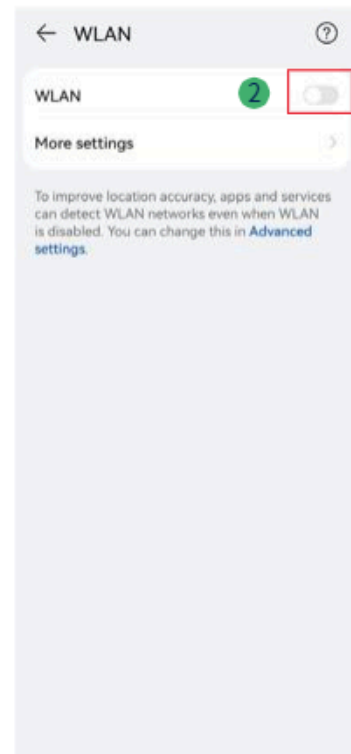 WLAN
WLAN 2
More settings
To improve location accuracy, apps and services
can detect WLAN networks even when WLAN
is disabled. You can change this in Advanced
settings.